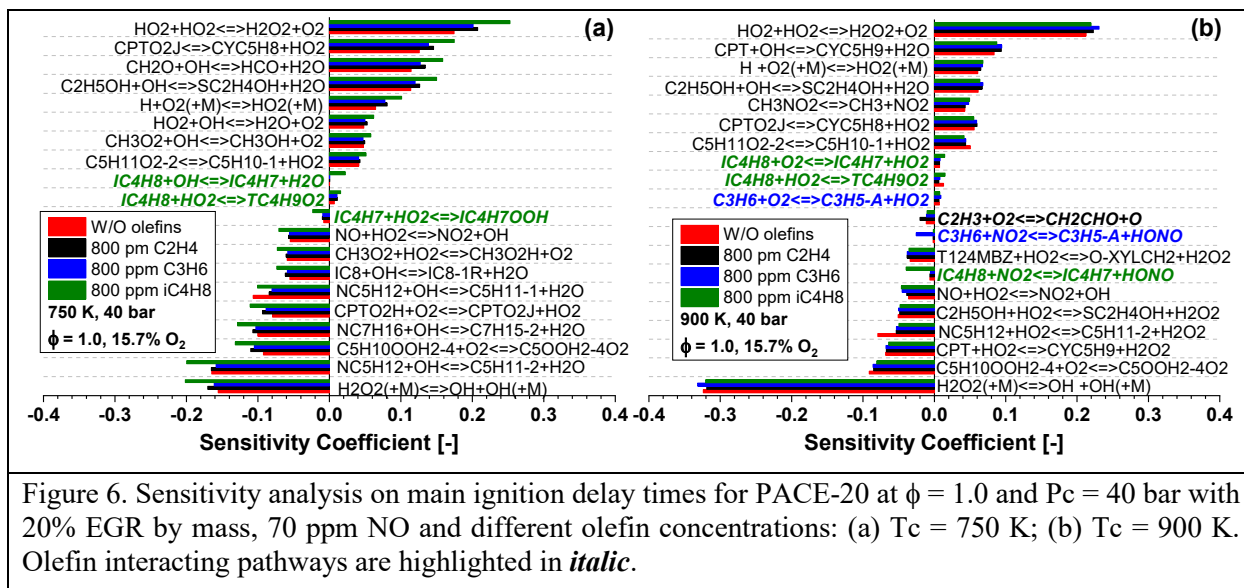 (a)
HO2+HO2<=>H2O2+O2
CPTO2J<=>CYC5H8+HO2
CH2O+OH<=>HCO+H2O
C2H5OH+OH<=>SC2H4OH+H2O
H+O2(+M)<=>HO2(+M)
HO2+OH<=>H2O+O2
CH3O2+OH<=>CH3OH+O2
C5H11O2-2<=>C5H10-1+HO2
IC4H8+OH<=>IC4H7+H2O
IC4H8+HO2<=>TC4H9O2
IC4H7+HO2<=>IC4H7OOH
NO+HO2<=>NO2+OH
CH3O2+HO2<=>CH3O2H+O2
IC8+OH<=>IC8-1R+H2O
NC5H12+OH<=>C5H11-1+H2O
CPTO2H+O2<=>CPTO2J+HO2
NC7H16+OH<=>C7H15-2+H2O
C5H10OOH2-4+O2<=>C5OOH2-4O2
NC5H12+OH<=>C5H11-2+H2O
H2O2(+M)<=>OH+OH(+M)
W/O olefins
800 pm C2H4
800 ppm C3H6
800 ppm iC4H8
750 K, 40 bar
ϕ = 1.0, 15.7% O₂
-0.4 -0.3 -0.2 -0.1 0.0 0.1 0.2 0.3 0.4
Sensitivity Coefficient [-]
(b)
HO2+HO2<=>H2O2+O2
CPT+OH<=>CYC5H9+H2O
H +O2(+M)<=>HO2(+M)
C2H5OH+OH<=>SC2H4OH+H2O
CH3NO2<=>CH3+NO2
CPTO2J<=>CYC5H8+HO2
C5H11O2-2<=>C5H10-1+HO2
IC4H8+O2<=>IC4H7+HO2
IC4H8+HO2<=>TC4H9O2
C3H6+O2<=>C3H5-A+HO2
C2H3+O2<=>CH2CHO+O
C3H6+NO2<=>C3H5-A+HONO
T124MBZ+HO2<=>O-XYLCH2+H2O2
IC4H8+NO2<=>IC4H7+HONO
NO+HO2<=>NO2+OH
C2H5OH+HO2<=>SC2H4OH+H2O2
NC5H12+HO2<=>C5H11-2+H2O2
CPT+HO2<=>CYC5H9+H2O2
C5H10OOH2-4+O2<=>C5OOH2-4O2
H2O2(+M)<=>OH +OH(+M)
W/O olefins
800 pm C2H4
800 ppm C3H6
800 ppm iC4H8
900 K, 40 bar
ϕ = 1.0, 15.7% O₂
-0.4 -0.3 -0.2 -0.1 0.0 0.1 0.2 0.3 0.4
Sensitivity Coefficient [-]
Figure 6. Sensitivity analysis on main ignition delay times for PACE-20 at ϕ = 1.0 and Pc = 40 bar with
20% EGR by mass, 70 ppm NO and different olefin concentrations: (a) Tc = 750 K; (b) Tc = 900 K.
Olefin interacting pathways are highlighted in italic.